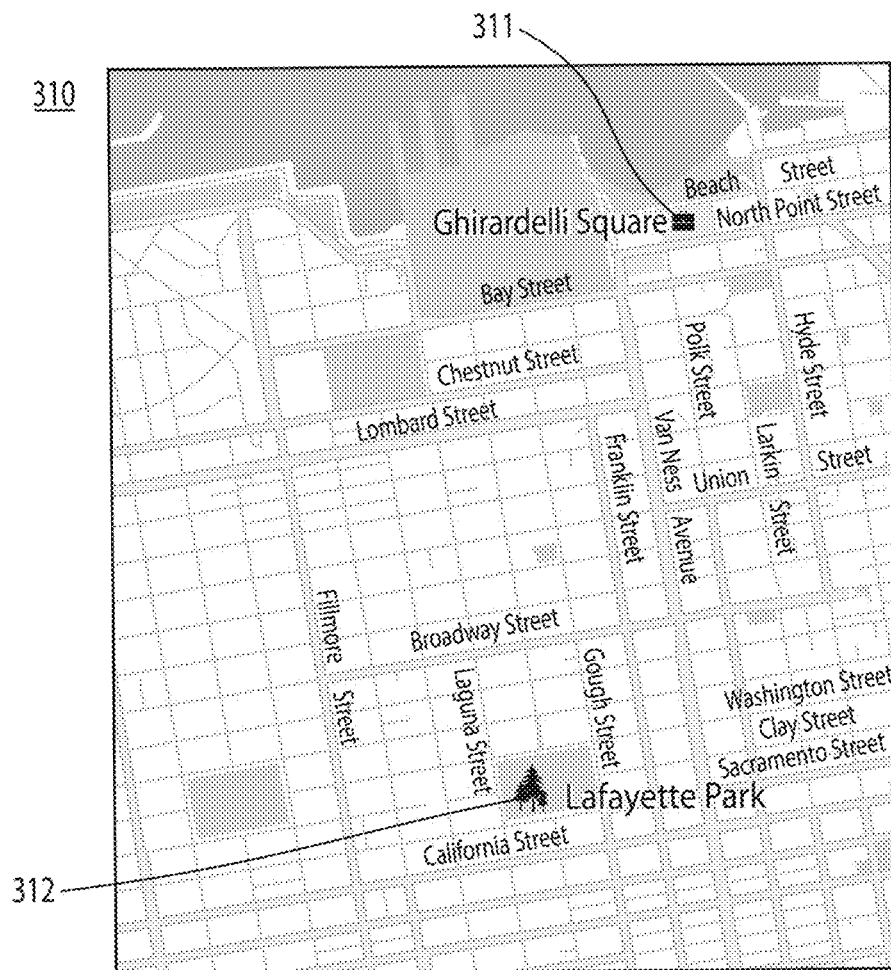 311
310
Beach Street
Ghirardelli Square
North Point Street
Bay Street
Chestnut Street
Lombard Street
Polk Street
Hyde Street
Franklin Street
Van Ness Avenue
Larkin Street
Union Street
Fillmore Street
Broadway Street
Laguna Street
Gough Street
Washington Street
Clay Street
Sacramento Street
Lafayette Park
California Street
312